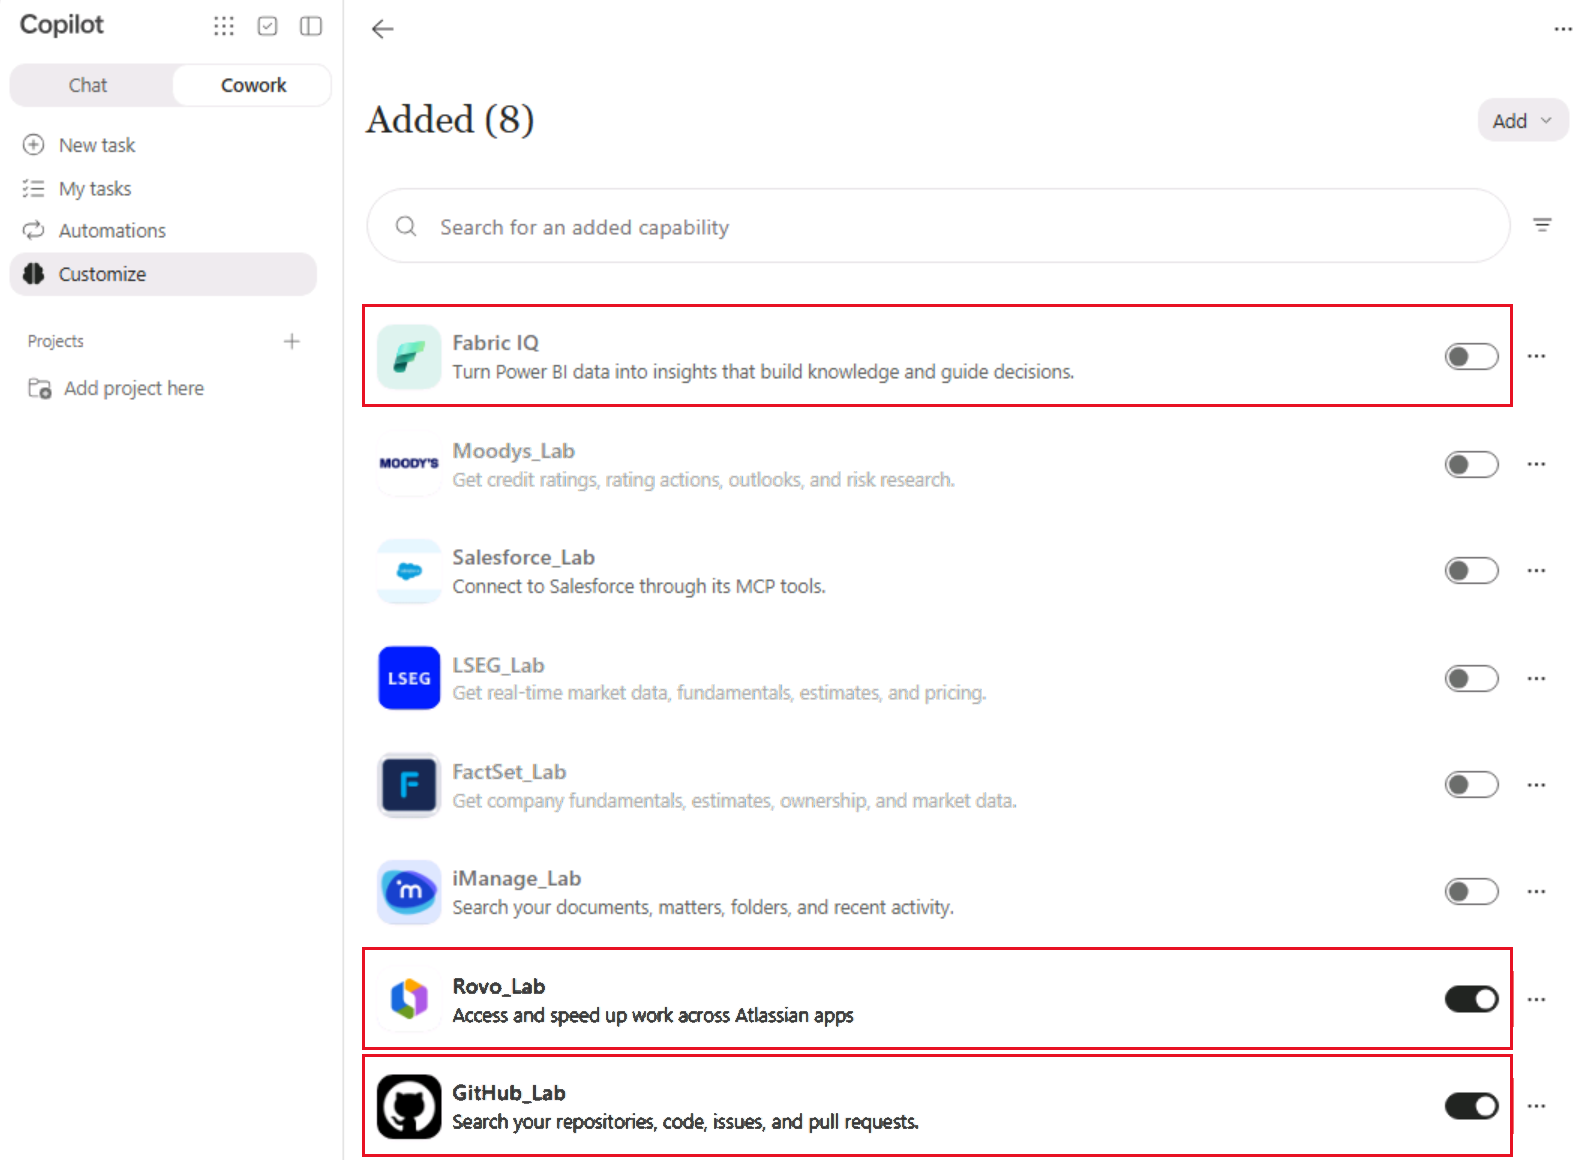 Copilot
Chat
Cowork
New task
My tasks
Automations
Customize
Projects
Add project here
Added (8)
Add
Search for an added capability
Fabric IQ
Turn Power BI data into insights that build knowledge and guide decisions.
MOODY'S
Moodys_Lab
Get credit ratings, rating actions, outlooks, and risk research.
Salesforce_Lab
Connect to Salesforce through its MCP tools.
LSEG
LSEG_Lab
Get real-time market data, fundamentals, estimates, and pricing.
F
FactSet_Lab
Get company fundamentals, estimates, ownership, and market data.
m
iManage_Lab
Search your documents, matters, folders, and recent activity.
Rovo_Lab
Access and speed up work across Atlassian apps
GitHub_Lab
Search your repositories, code, issues, and pull requests.